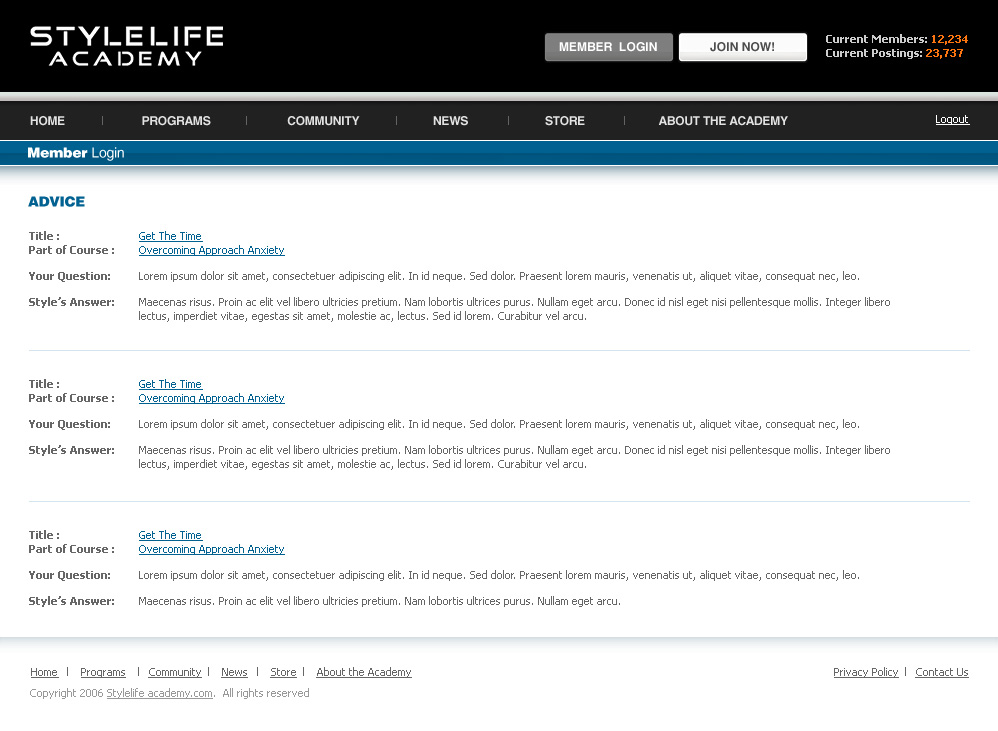 STYLELIFE
ACADEMY
MEMBER LOGIN
JOIN NOW!
Current Members: 12,234
Current Postings: 23,737
HOME | PROGRAMS | COMMUNITY | NEWS | STORE | ABOUT THE ACADEMY
Logout
Member Login
ADVICE
Title : Get The Time
Part of Course : Overcoming Approach Anxiety
Your Question: Lorem ipsum dolor sit amet, consectetuer adipiscing elit. In id neque. Sed dolor. Praesent lorem mauris, venenatis ut, aliquet vitae, consequat nec, leo.
Style's Answer: Maecenas risus. Proin ac elit vel libero ultricies pretium. Nam lobortis ultrices purus. Nullam eget arcu. Donec id nisl eget nisi pellentesque mollis. Integer libero
lectus, imperdiet vitae, egestas sit amet, molestie ac, lectus. Sed id lorem. Curabitur vel arcu.
Title : Get The Time
Part of Course : Overcoming Approach Anxiety
Your Question: Lorem ipsum dolor sit amet, consectetuer adipiscing elit. In id neque. Sed dolor. Praesent lorem mauris, venenatis ut, aliquet vitae, consequat nec, leo.
Style's Answer: Maecenas risus. Proin ac elit vel libero ultricies pretium. Nam lobortis ultrices purus. Nullam eget arcu. Donec id nisl eget nisi pellentesque mollis. Integer libero
lectus, imperdiet vitae, egestas sit amet, molestie ac, lectus. Sed id lorem. Curabitur vel arcu.
Title : Get The Time
Part of Course : Overcoming Approach Anxiety
Your Question: Lorem ipsum dolor sit amet, consectetuer adipiscing elit. In id neque. Sed dolor. Praesent lorem mauris, venenatis ut, aliquet vitae, consequat nec, leo.
Style's Answer: Maecenas risus. Proin ac elit vel libero ultricies pretium. Nam lobortis ultrices purus. Nullam eget arcu.
Home | Programs | Community | News | Store | About the Academy
Privacy Policy | Contact Us
Copyright 2006 Stylelife academy.com. All rights reserved